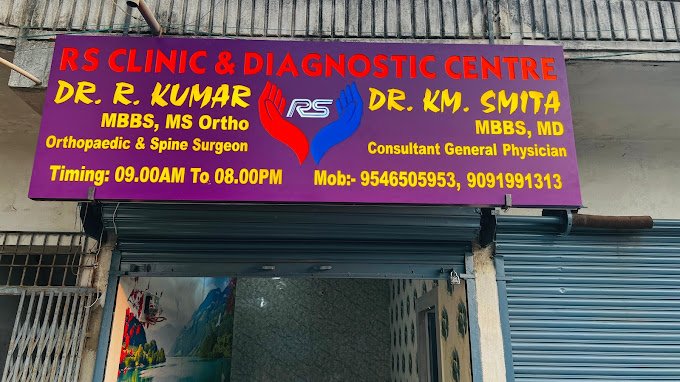 RS CLINIC & DIAGNOSTIC CENTRE
DR. R. KUMAR
MBBS, MS Ortho
Orthopaedic & Spine Surgeon
RS
DR. KM. SMITA
MBBS, MD
Consultant General Physician
Timing: 09.00AM To 08.00PM
Mob:- 9546505953, 9091991313